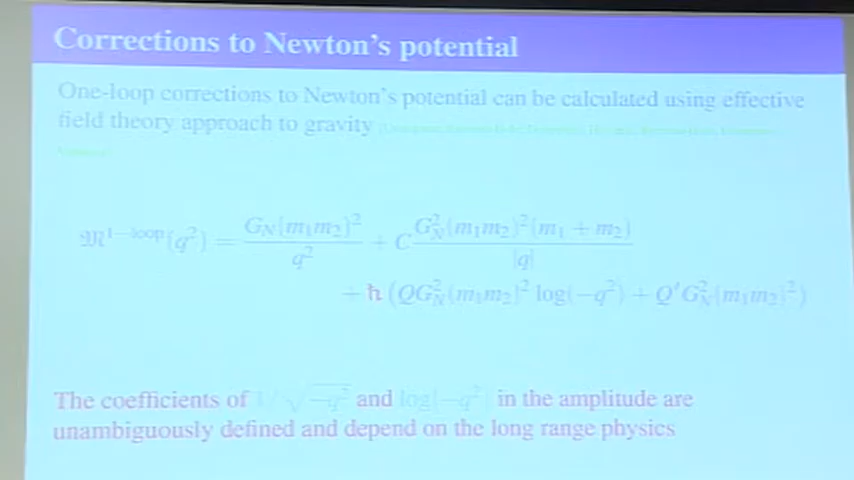 Corrections to Newton's potential
One-loop corrections to Newton's potential can be calculated using effective
field theory approach to gravity
𝔐^{1−loop}(q²) = G_N(m₁m₂)²/q² + C G_N²(m₁m₂)²(m₁ + m₂)/|q|
+ ħ (QG_N²(m₁m₂)² log(−q²) + Q′G_N²(m₁m₂)²)
The coefficients of 1/√−q² and log(−q²) in the amplitude are
unambiguously defined and depend on the long range physics